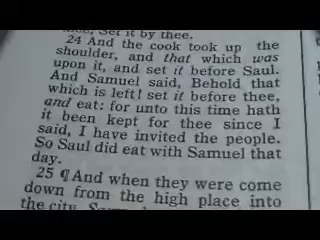 Set it by thee.
24 And the cook took up the
shoulder, and that which was
upon it, and set it before Saul.
And Samuel said, Behold that
which is left! set it before thee,
and eat: for unto this time hath
it been kept for thee since I
said, I have invited the people.
So Saul did eat with Samuel that
day.
25 ¶ And when they were come
down from the high place into
the city,